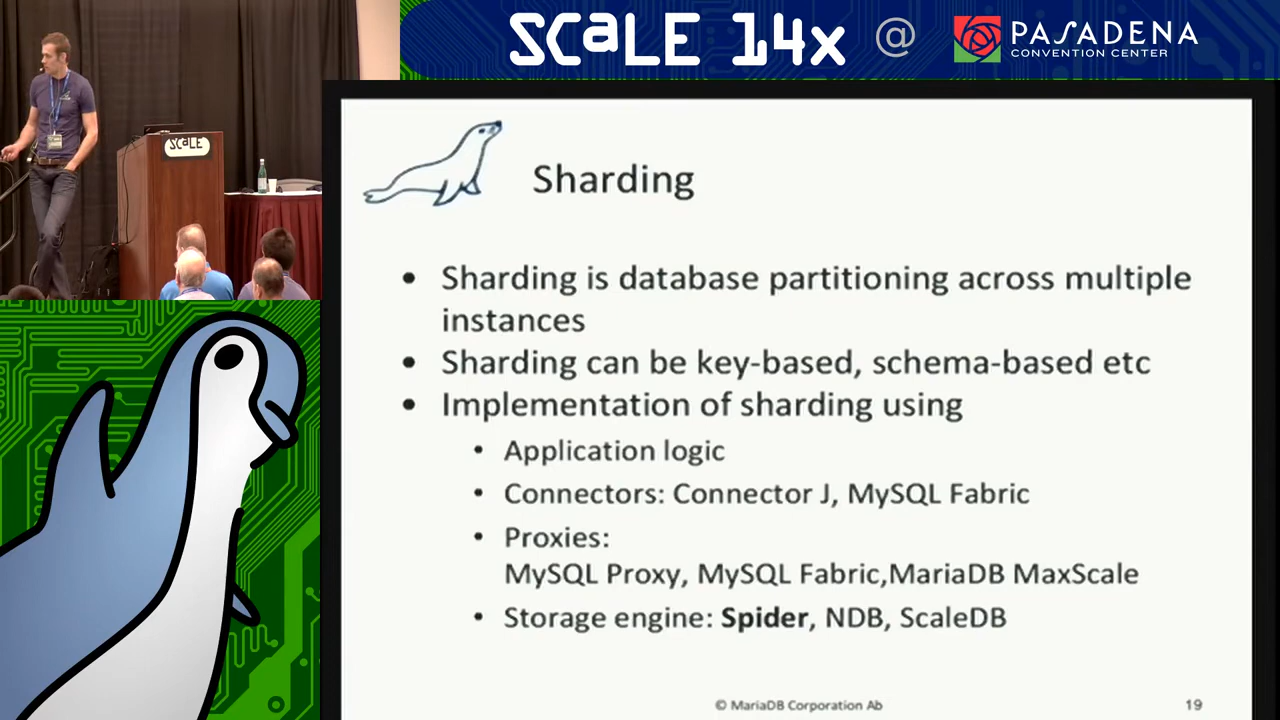 SCaLE 14x @ PASADENA
CONVENTION CENTER
SCaLE
Sharding
• Sharding is database partitioning across multiple
instances
• Sharding can be key-based, schema-based etc
• Implementation of sharding using
• Application logic
• Connectors: Connector J, MySQL Fabric
• Proxies:
MySQL Proxy, MySQL Fabric,MariaDB MaxScale
• Storage engine: Spider, NDB, ScaleDB
© MariaDB Corporation Ab
19